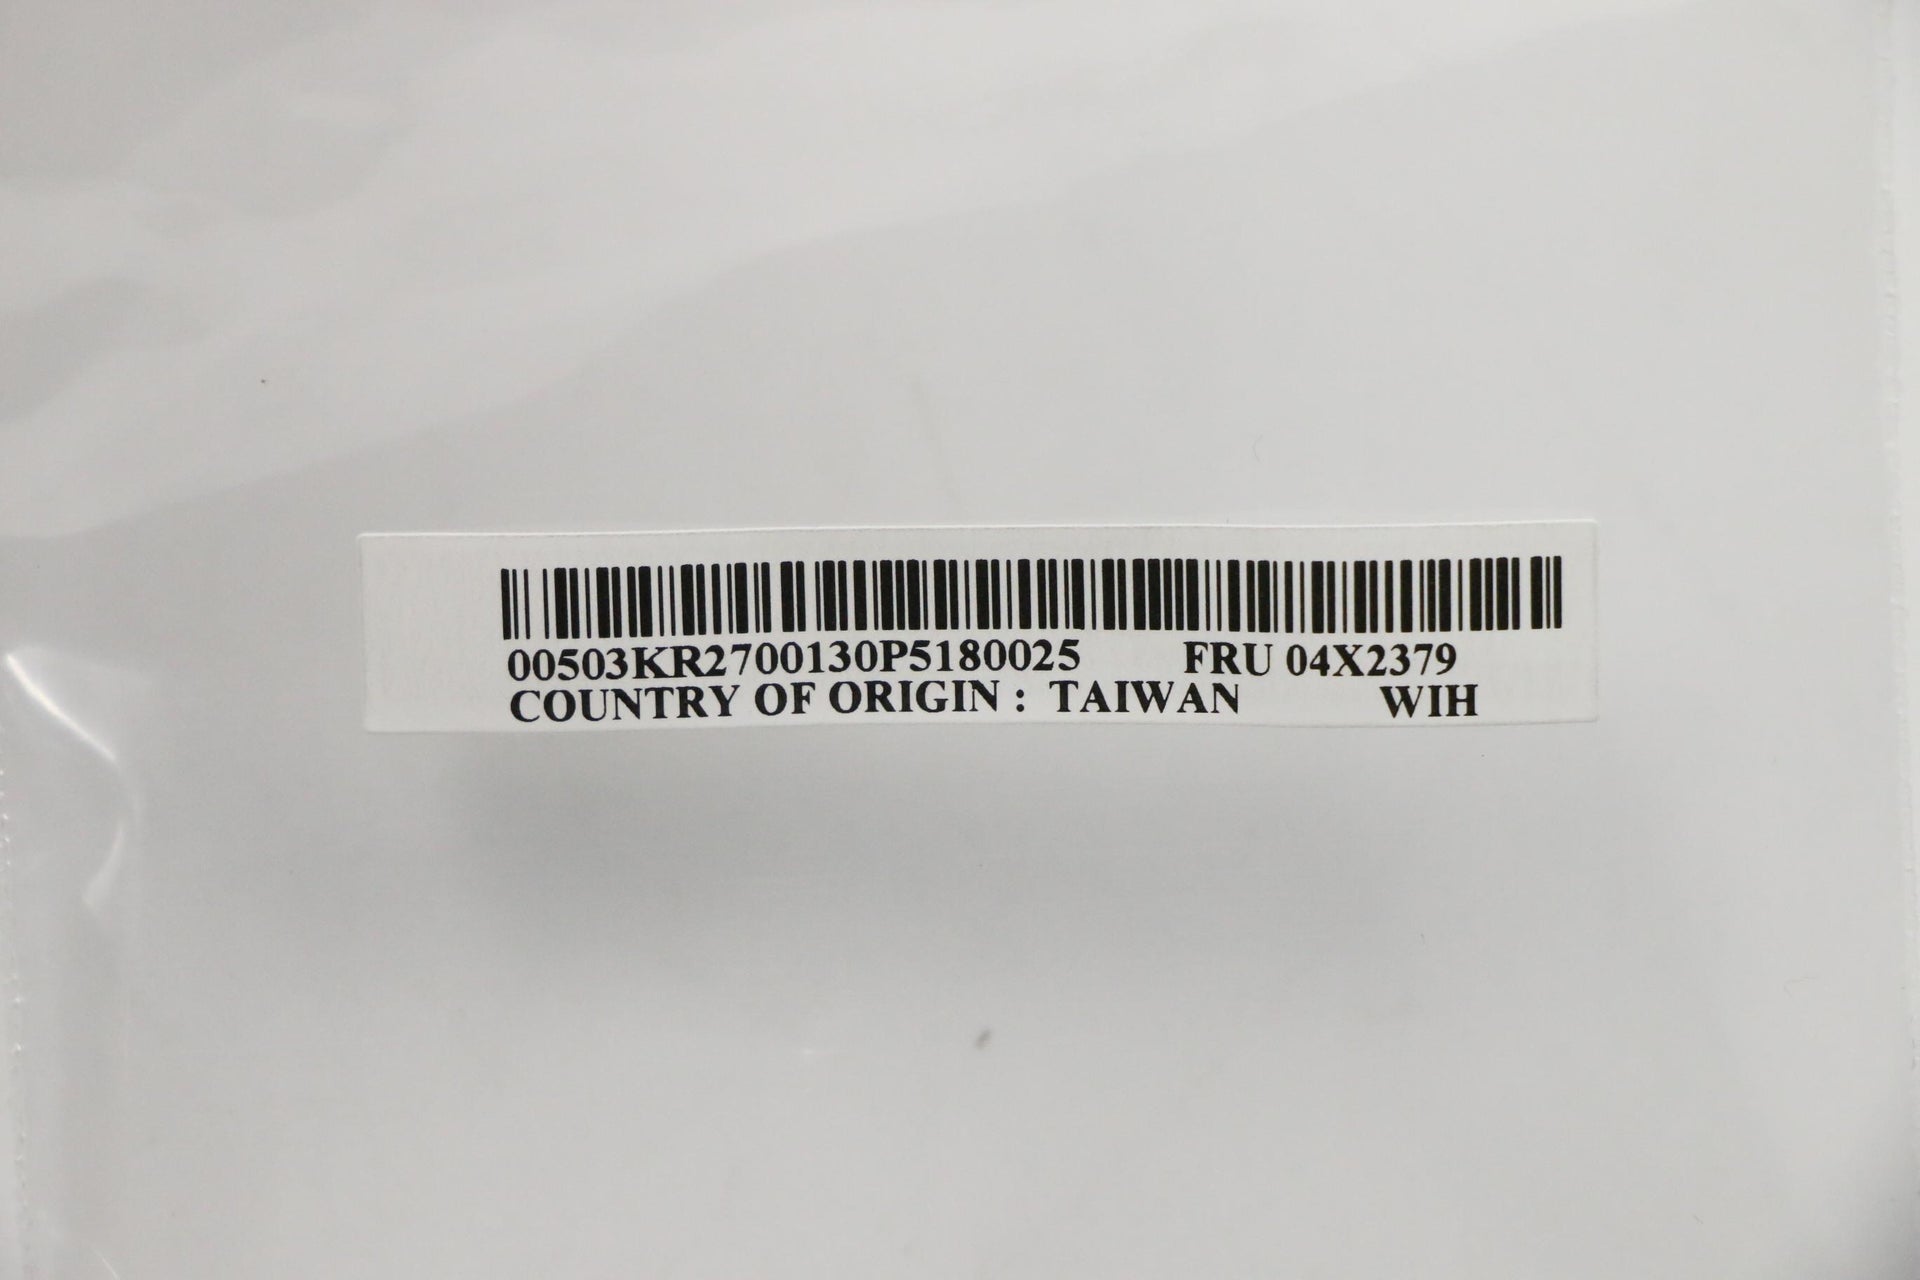 00503KR2700130P5180025 FRU 04X2379
COUNTRY OF ORIGIN : TAIWAN WIH